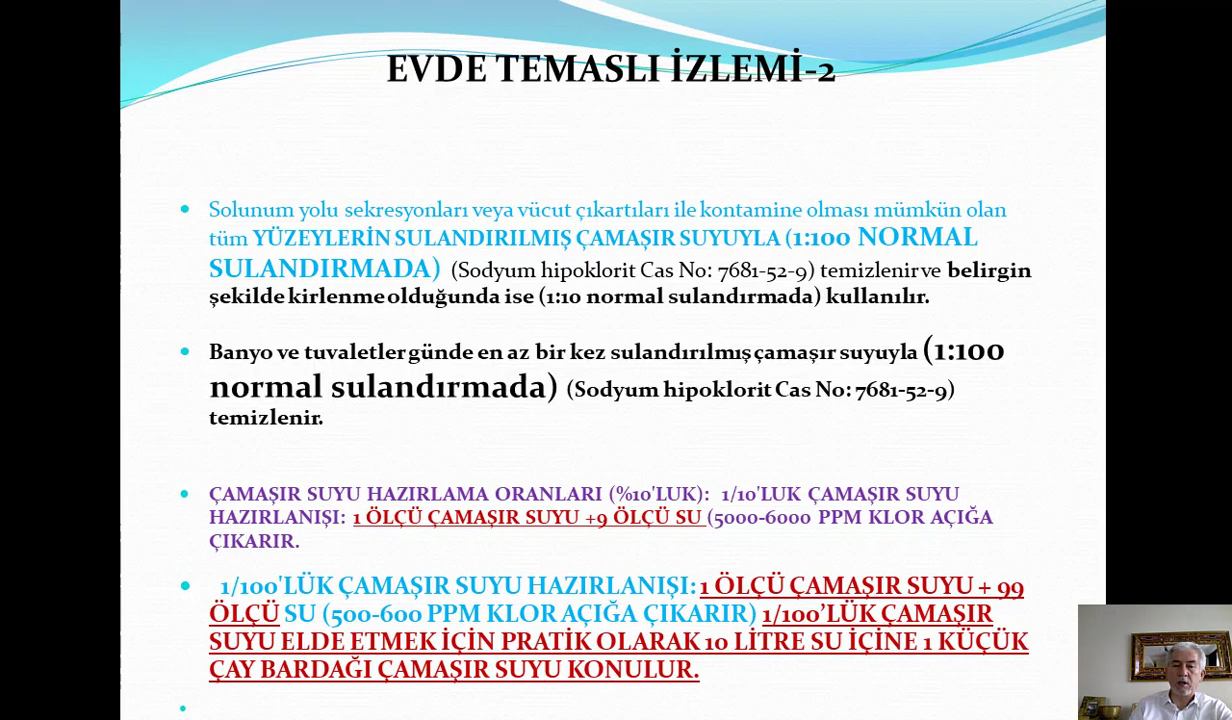 EVDE TEMASLI İZLEMİ-2
Solunum yolu sekresyonları veya vücut çıkartıları ile kontamine olması mümkün olan
tüm YÜZEYLERİN SULANDIRILMIŞ ÇAMAŞIR SUYUYLA (1:100 NORMAL
SULANDIRMADA) (Sodyum hipoklorit Cas No: 7681-52-9) temizlenir ve belirgin
şekilde kirlenme olduğunda ise (1:10 normal sulandırmada) kullanılır.
Banyo ve tuvaletler günde en az bir kez sulandırılmış çamaşır suyuyla (1:100
normal sulandırmada) (Sodyum hipoklorit Cas No: 7681-52-9)
temizlenir.
ÇAMAŞIR SUYU HAZIRLAMA ORANLARI (%10'LUK): 1/10'LUK ÇAMAŞIR SUYU
HAZIRLANIŞI: 1 ÖLÇÜ ÇAMAŞIR SUYU +9 ÖLÇÜ SU (5000-6000 PPM KLOR AÇIĞA
ÇIKARIR.
1/100'LÜK ÇAMAŞIR SUYU HAZIRLANIŞI: 1 ÖLÇÜ ÇAMAŞIR SUYU + 99
ÖLÇÜ SU (500-600 PPM KLOR AÇIĞA ÇIKARIR) 1/100’LÜK ÇAMAŞIR
SUYU ELDE ETMEK İÇİN PRATİK OLARAK 10 LİTRE SU İÇİNE 1 KÜÇÜK
ÇAY BARDAĞI ÇAMAŞIR SUYU KONULUR.